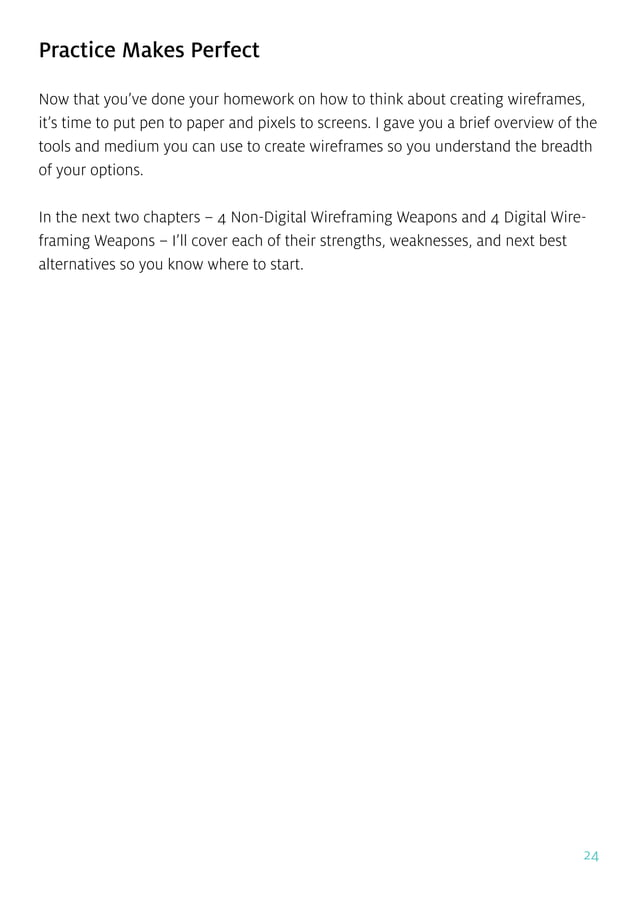 Practice Makes Perfect
Now that you’ve done your homework on how to think about creating wireframes,
it’s time to put pen to paper and pixels to screens. I gave you a brief overview of the
tools and medium you can use to create wireframes so you understand the breadth
of your options.
In the next two chapters – 4 Non-Digital Wireframing Weapons and 4 Digital Wire-
framing Weapons – I’ll cover each of their strengths, weaknesses, and next best
alternatives so you know where to start.
24